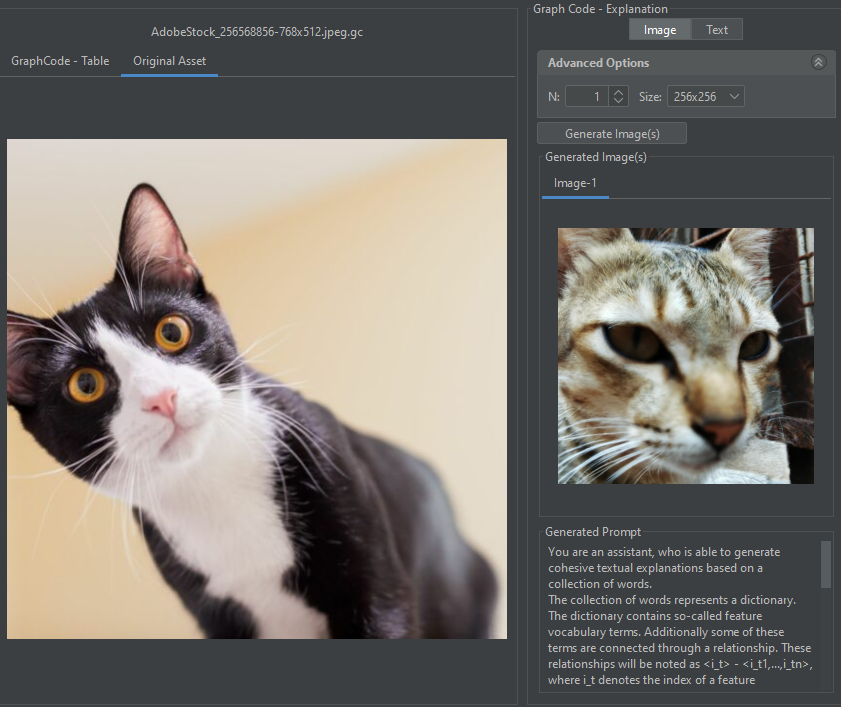 AdobeStock_256568856-768x512.jpeg.gc
GraphCode - Table
Original Asset
Graph Code - Explanation
Image
Text
Advanced Options
N:
1
Size:
256x256
Generate Image(s)
Generated Image(s)
Image-1
Generated Prompt
You are an assistant, who is able to generate
cohesive textual explanations based on a
collection of words.
The collection of words represents a dictionary.
The dictionary contains so-called feature
vocabulary terms. Additionally some of these
terms are connected through a relationship. These
relationships will be noted as <i_t> - <i_t1,...,i_tn>,
where i_t denotes the index of a feature